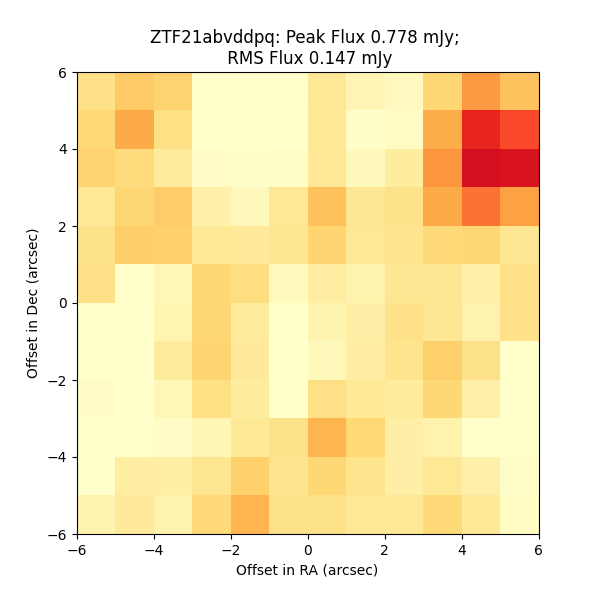 ZTF21abvddpq: Peak Flux 0.778 mJy;
RMS Flux 0.147 mJy
6
4
2
0
−2
−4
−6
Offset in Dec (arcsec)
−6 −4 −2 0 2 4 6
Offset in RA (arcsec)